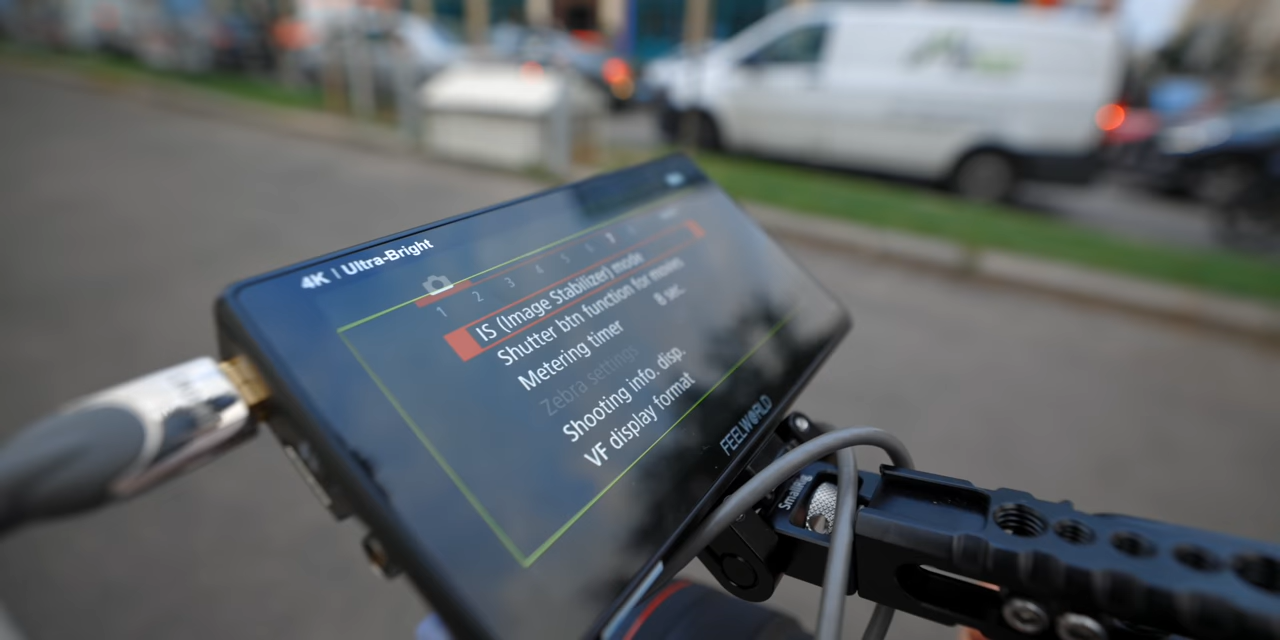 4K | Ultra-Bright
1 2 3 4 5
IS (Image Stabilizer) mode
Shutter btn function for movies
Metering timer 8 sec.
Zebra settings
Shooting info. disp.
VF display format
FEELWORLD
SmallRig